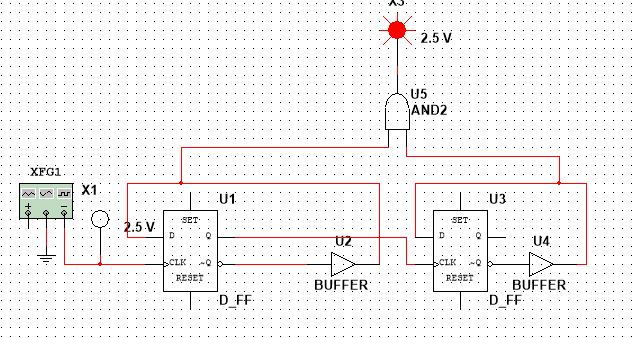 X3
2.5 V
U5
AND2
XFG1
X1
2.5 V
U1
SET
D Q
CLK ~Q
RESET
D_FF
U2
BUFFER
U3
SET
D Q
CLK ~Q
RESET
D_FF
U4
BUFFER